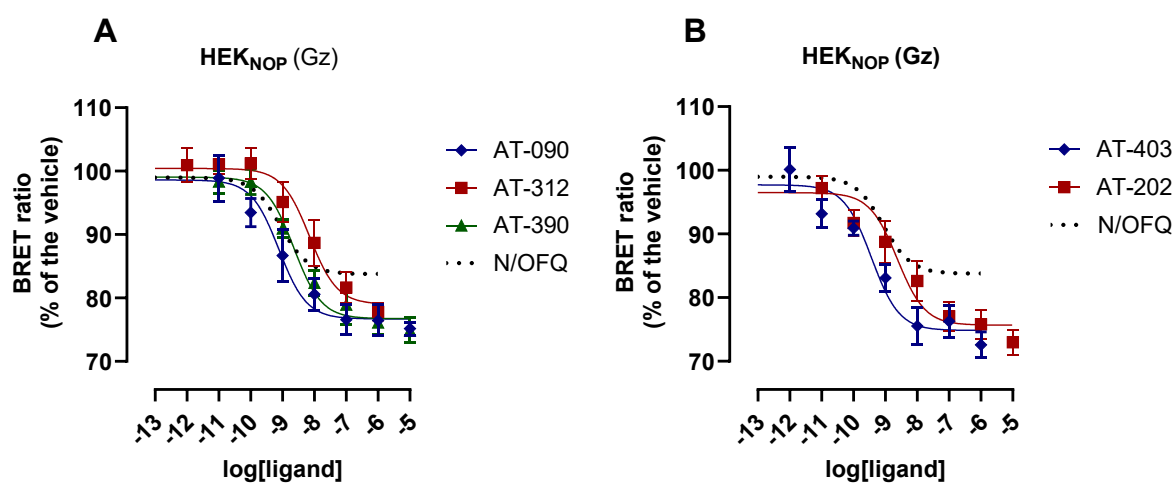 A
HEK_NOP (Gz)
BRET ratio
(% of the vehicle)
110
100
90
80
70
-13
-12
-11
-10
-9
-8
-7
-6
-5
log[ligand]
AT-090
AT-312
AT-390
N/OFQ
B
HEK_NOP (Gz)
BRET ratio
(% of the vehicle)
110
100
90
80
70
-13
-12
-11
-10
-9
-8
-7
-6
-5
log[ligand]
AT-403
AT-202
N/OFQ